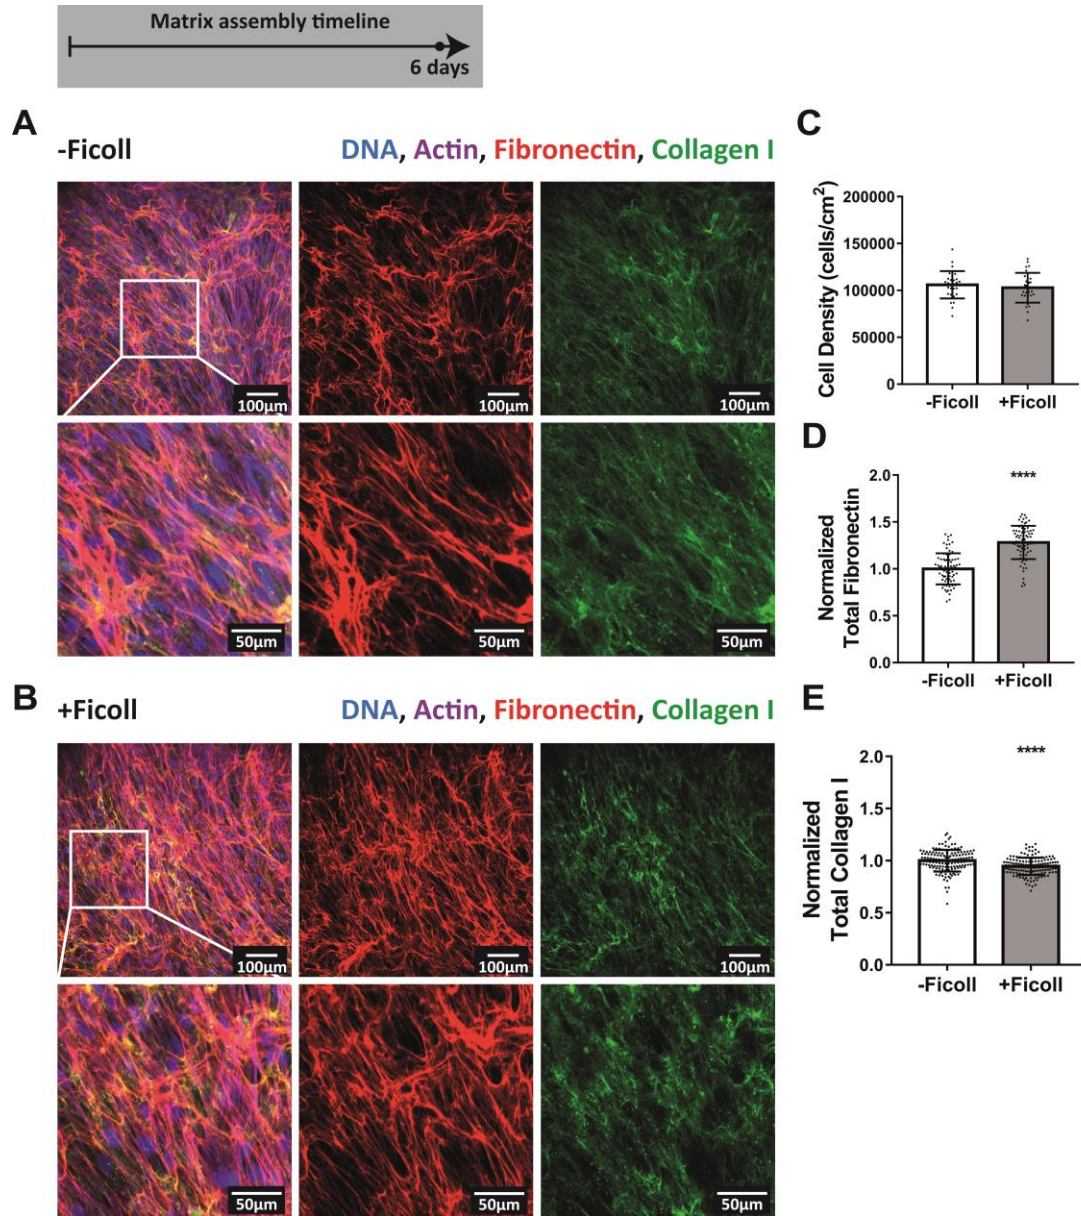 Matrix assembly timeline
6 days
A
-Ficoll
DNA, Actin, Fibronectin, Collagen I
100µm
100µm
100µm
50µm
50µm
50µm
B
+Ficoll
DNA, Actin, Fibronectin, Collagen I
100µm
100µm
100µm
50µm
50µm
50µm
C
Cell Density (cells/cm²)
200000
150000
100000
50000
0
-Ficoll
+Ficoll
D
Normalized
Total Fibronectin
2.0
1.5
1.0
0.5
0.0
****
-Ficoll
+Ficoll
E
Normalized
Total Collagen I
2.0
1.5
1.0
0.5
0.0
****
-Ficoll
+Ficoll